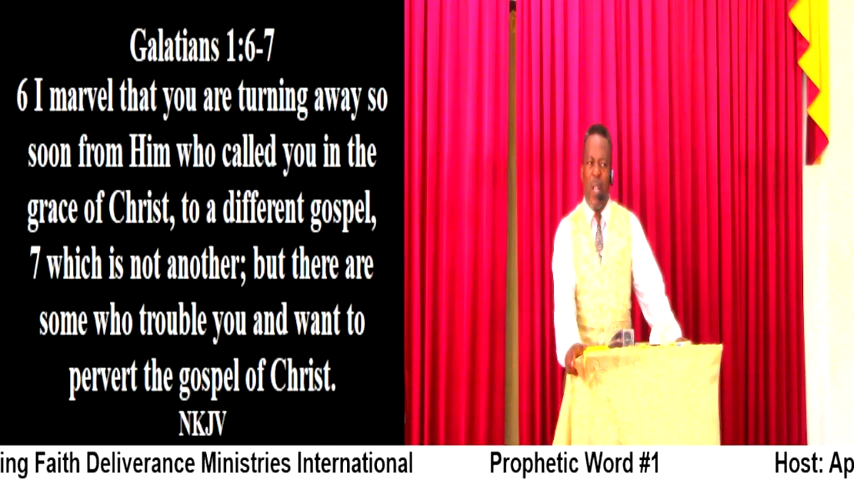 Galatians 1:6-7
6 I marvel that you are turning away so
soon from Him who called you in the
grace of Christ, to a different gospel,
7 which is not another; but there are
some who trouble you and want to
pervert the gospel of Christ.
NKJV
ing Faith Deliverance Ministries International Prophetic Word #1 Host: Ap